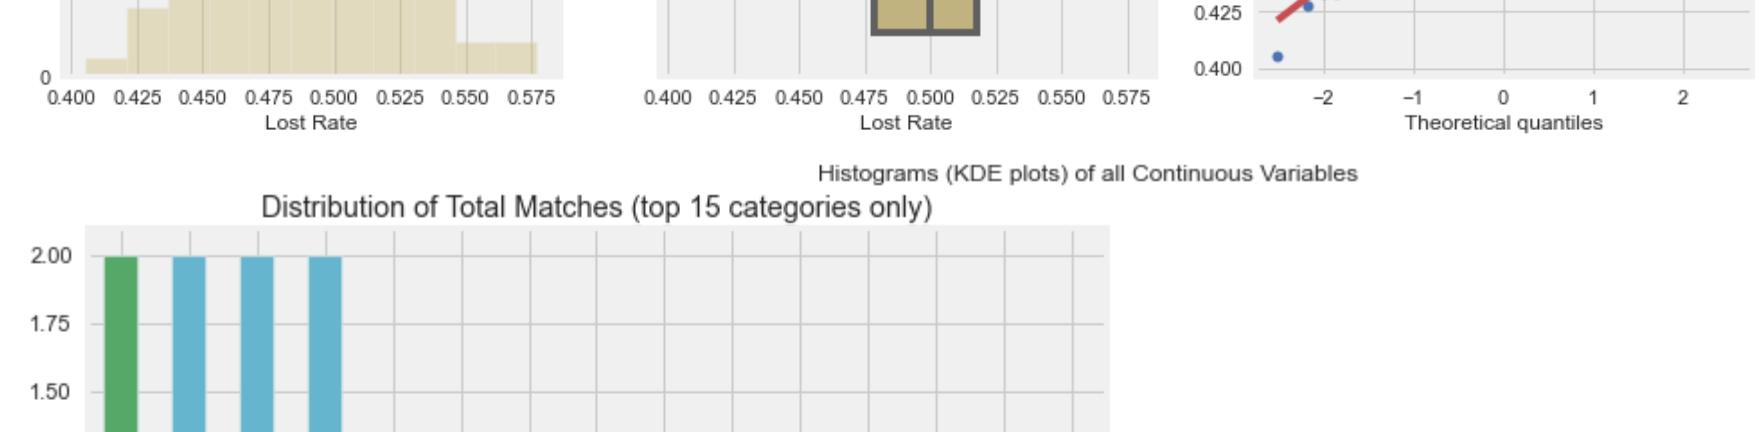 0.425
0.400
0
0.400 0.425 0.450 0.475 0.500 0.525 0.550 0.575
Lost Rate
0.400 0.425 0.450 0.475 0.500 0.525 0.550 0.575
Lost Rate
−2 −1 0 1 2
Theoretical quantiles
Histograms (KDE plots) of all Continuous Variables
Distribution of Total Matches (top 15 categories only)
2.00
1.75
1.50